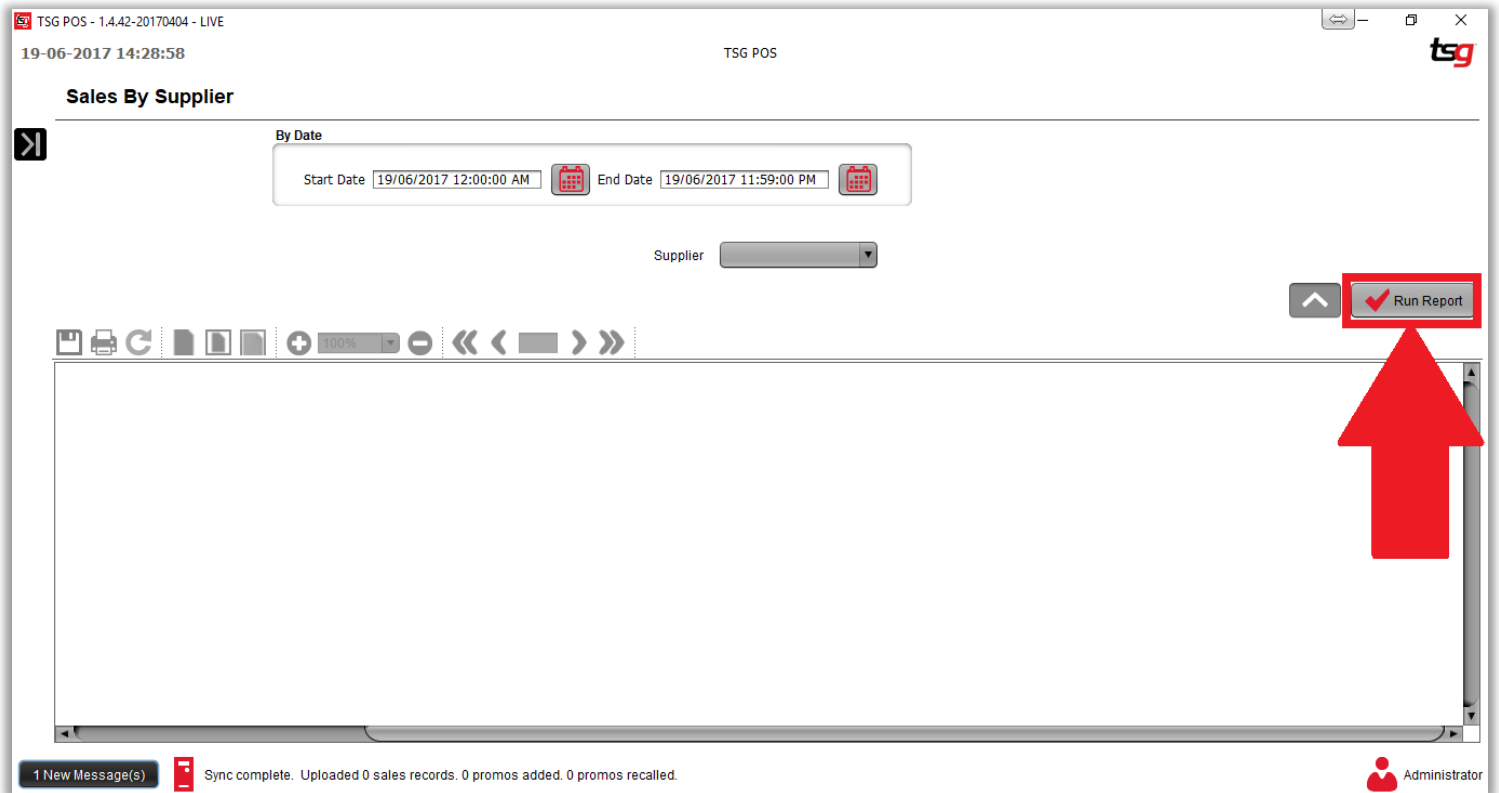 TSG POS - 1.4.42-20170404 - LIVE
19-06-2017 14:28:58
TSG POS
tsg
Sales By Supplier
By Date
Start Date 19/06/2017 12:00:00 AM End Date 19/06/2017 11:59:00 PM
Supplier
Run Report
100%
1 New Message(s) Sync complete. Uploaded 0 sales records. 0 promos added. 0 promos recalled. Administrator